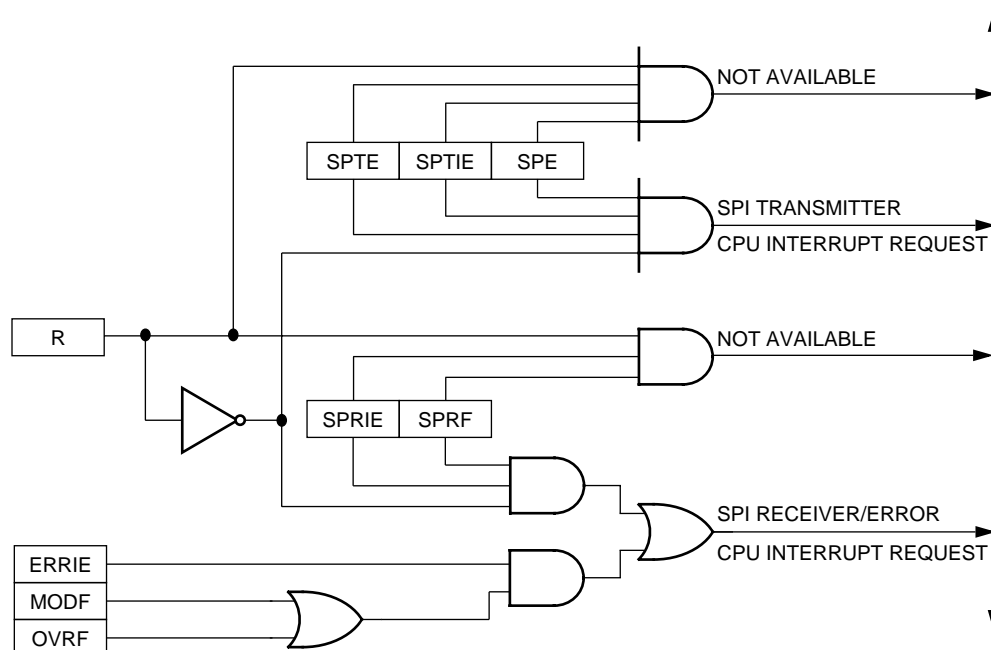 NOT AVAILABLE
SPTE SPTIE SPE
SPI TRANSMITTER
CPU INTERRUPT REQUEST
R
NOT AVAILABLE
SPRIE SPRF
SPI RECEIVER/ERROR
CPU INTERRUPT REQUEST
ERRIE
MODF
OVRF